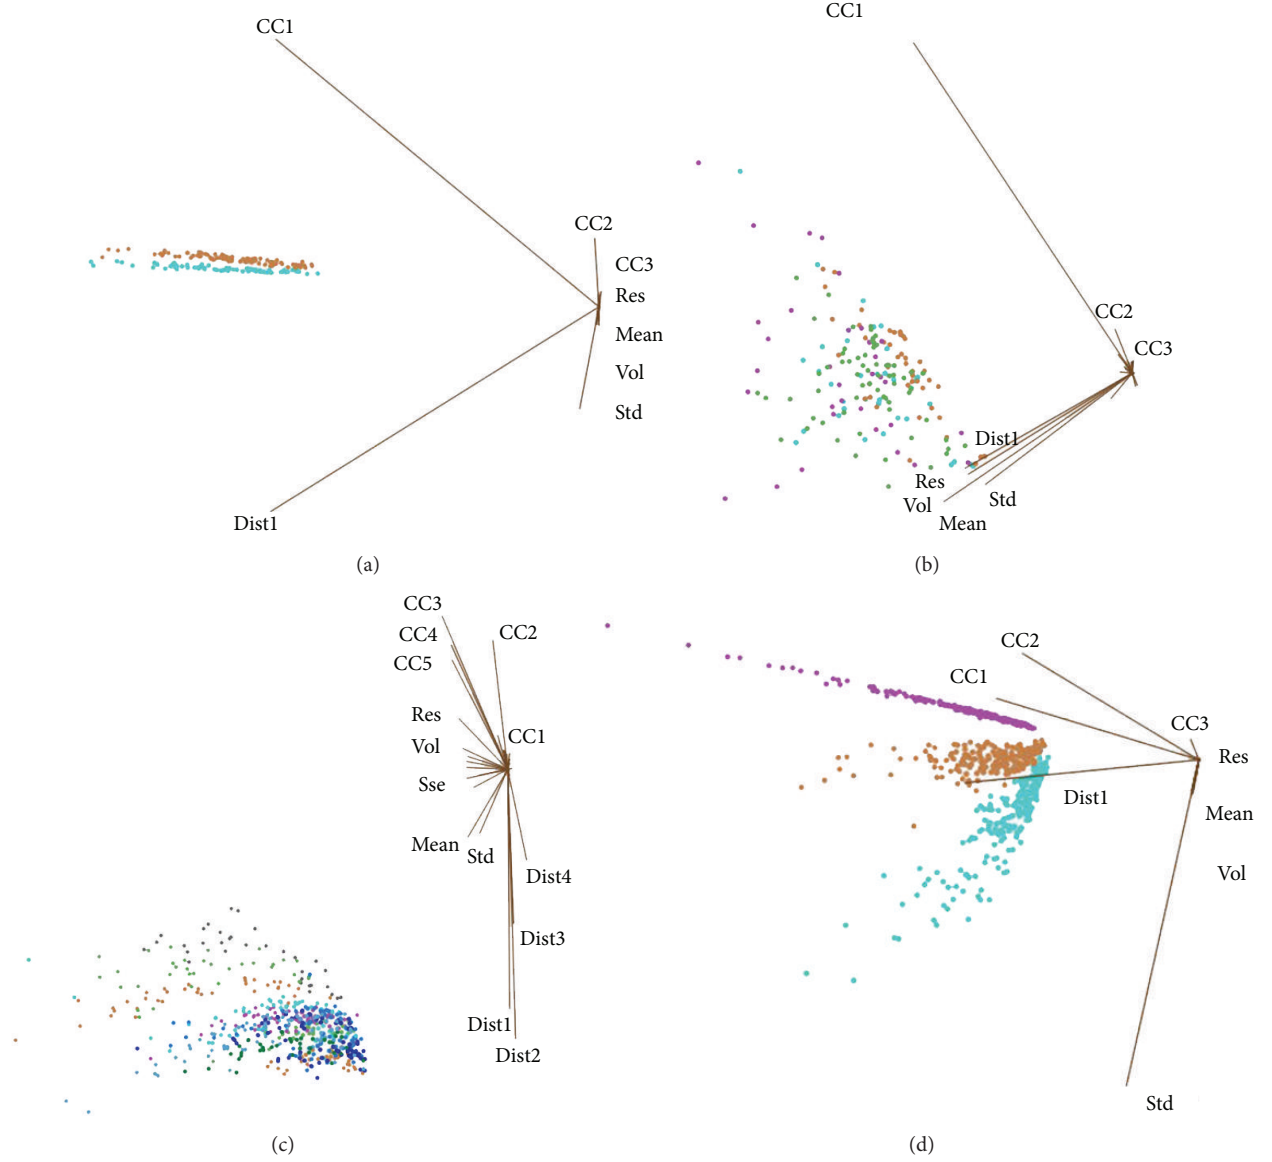 CC1
CC2
CC3
Res
Mean
Vol
Std
Dist1
(a)
CC1
CC2
CC3
Dist1
Res
Vol
Std
Mean
(b)
CC3
CC4
CC2
CC5
Res
CC1
Vol
Sse
Mean
Std
Dist4
Dist3
Dist1
Dist2
(c)
CC2
CC1
CC3
Res
Dist1
Mean
Vol
Std
(d)